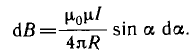 dB = μ₀μI / 4πR sin α dα.